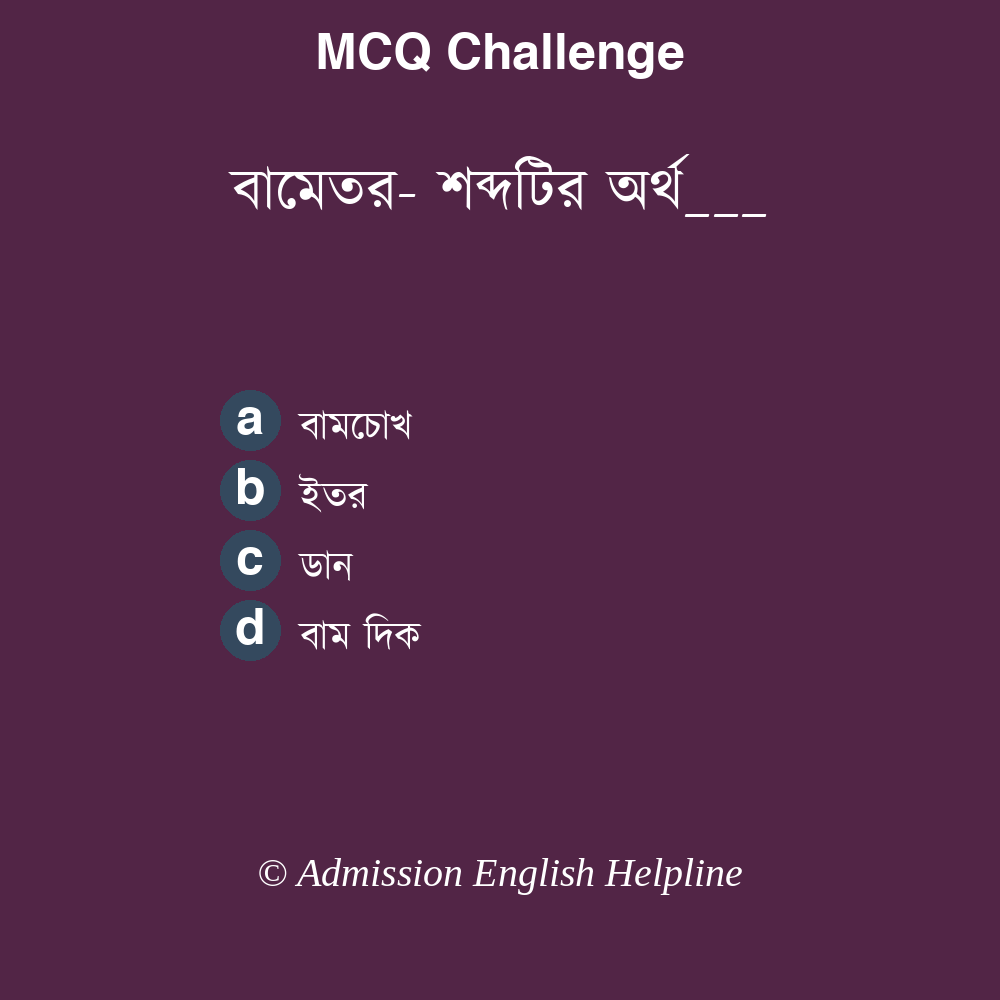 MCQ Challenge
বামেতর- শব্দটির অর্থ___
a বামচোখ
b ইতর
c ডান
d বাম দিক
© Admission English Helpline